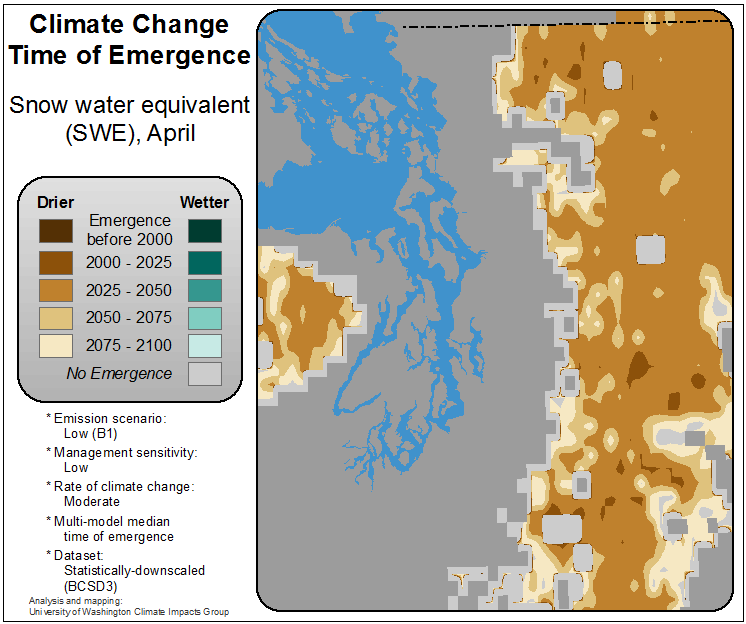 Climate Change
Time of Emergence
Snow water equivalent
(SWE), April
Drier Wetter
Emergence
before 2000
2000 - 2025
2025 - 2050
2050 - 2075
2075 - 2100
No Emergence
* Emission scenario:
Low (B1)
* Management sensitivity:
Low
* Rate of climate change:
Moderate
* Multi-model median
time of emergence
* Dataset:
Statistically-downscaled
(BCSD3)
Analysis and mapping:
University of Washington Climate Impacts Group